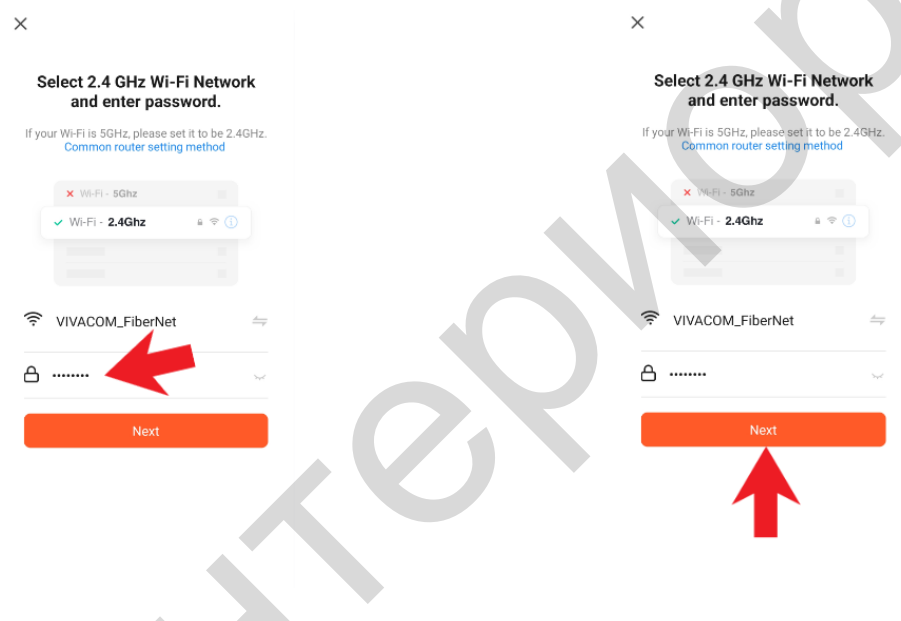 Select 2.4 GHz Wi-Fi Network
and enter password.
If your Wi-Fi is 5GHz, please set it to be 2.4GHz.
Common router setting method
Wi-Fi - 5Ghz
Wi-Fi - 2.4Ghz
VIVACOM_FiberNet
••••••••
Next
Select 2.4 GHz Wi-Fi Network
and enter password.
If your Wi-Fi is 5GHz, please set it to be 2.4GHz.
Common router setting method
Wi-Fi - 5Ghz
Wi-Fi - 2.4Ghz
VIVACOM_FiberNet
••••••••
Next
нтериор